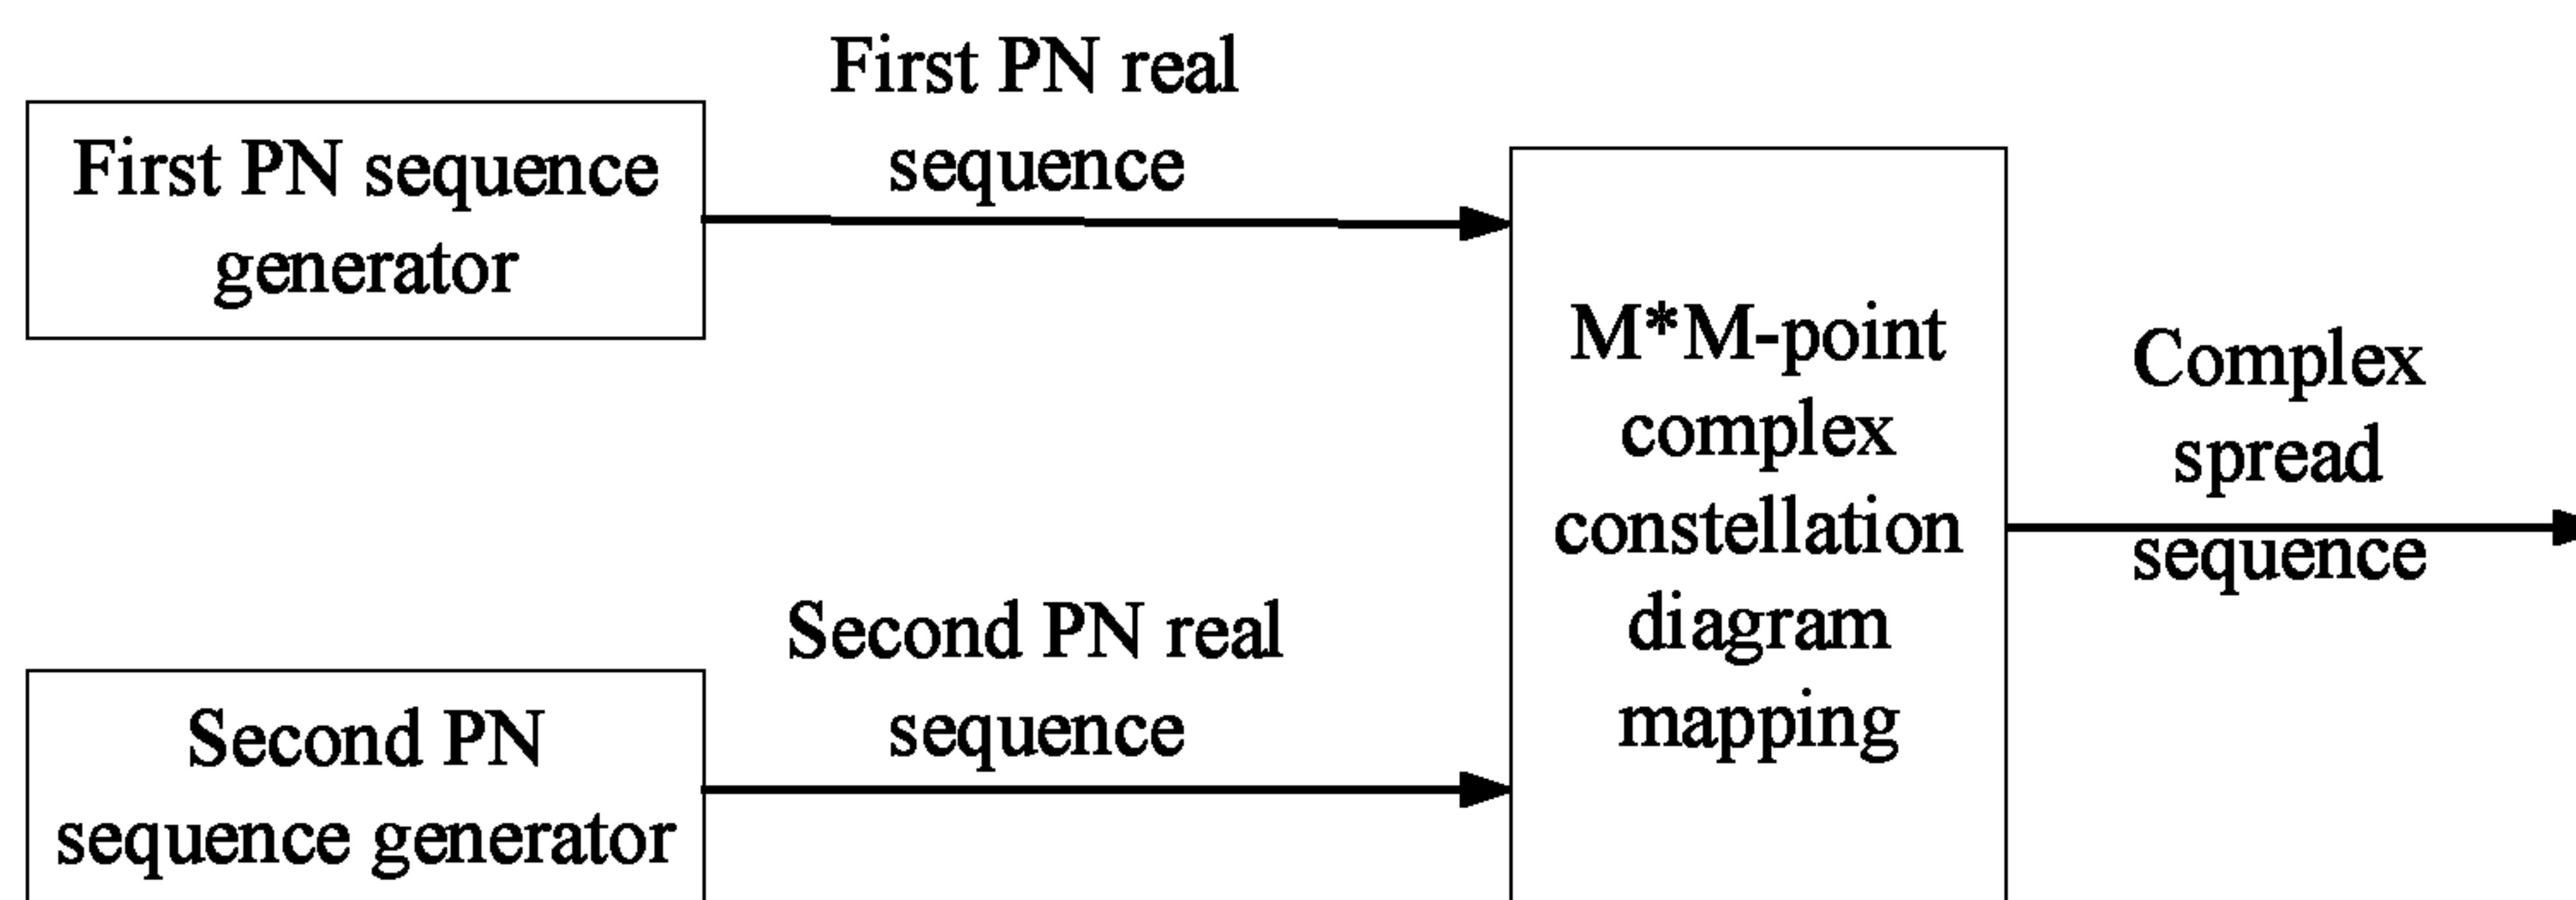 First PN sequence
generator
First PN real
sequence
Second PN
sequence generator
Second PN real
sequence
M*M-point
complex
constellation
diagram
mapping
Complex
spread
sequence